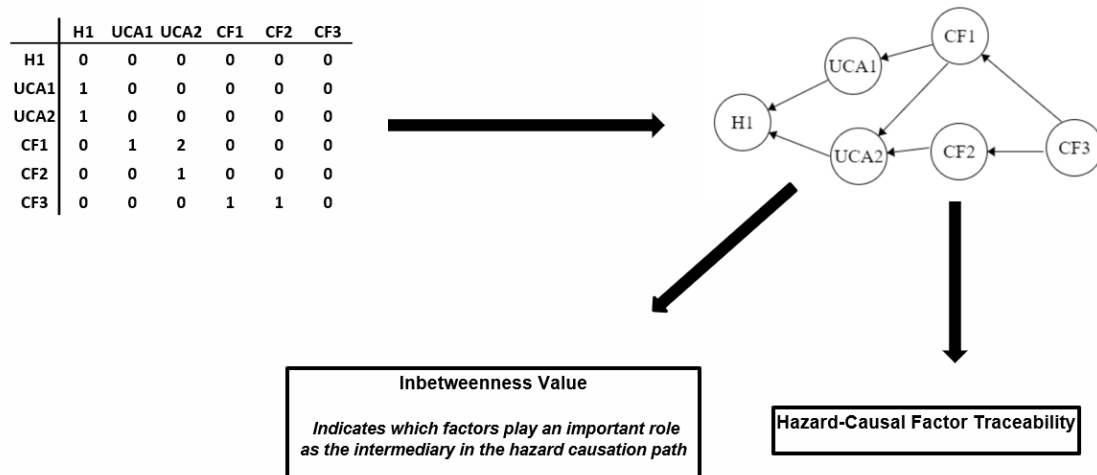 H1 UCA1 UCA2 CF1 CF2 CF3
H1 0 0 0 0 0 0
UCA1 1 0 0 0 0 0
UCA2 1 0 0 0 0 0
CF1 0 1 2 0 0 0
CF2 0 0 1 0 0 0
CF3 0 0 0 1 1 0
CF1
UCA1
H1
UCA2
CF2
CF3
Inbetweenness Value
Indicates which factors play an important role
as the intermediary in the hazard causation path
Hazard-Causal Factor Traceability